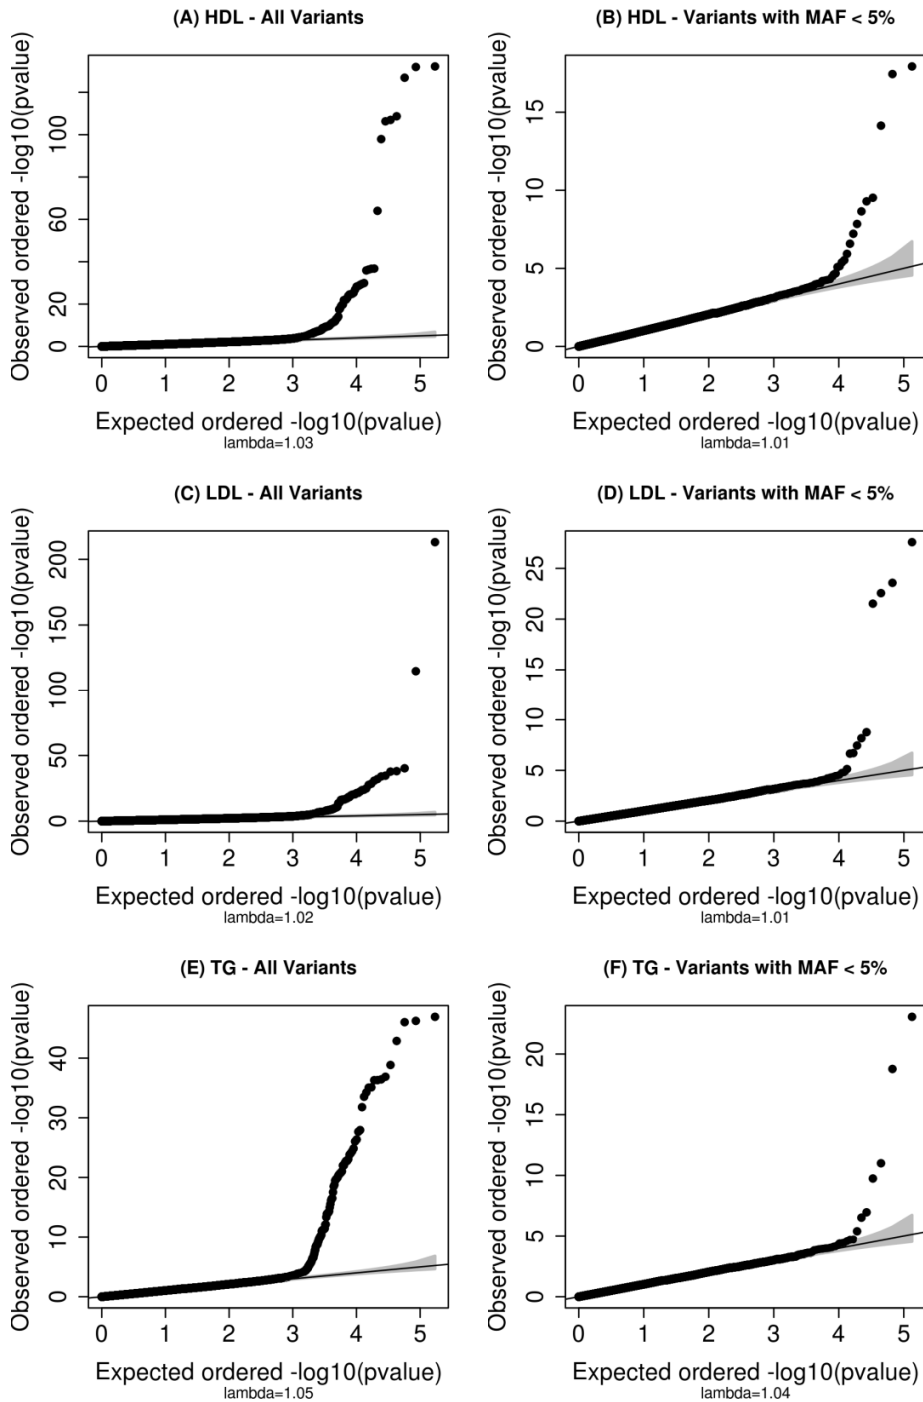 (A) HDL - All Variants
Observed ordered -log10(pvalue)
0 20 60 100
0 1 2 3 4 5
Expected ordered -log10(pvalue)
lambda=1.03
(B) HDL - Variants with MAF < 5%
Observed ordered -log10(pvalue)
0 5 10 15
0 1 2 3 4 5
Expected ordered -log10(pvalue)
lambda=1.01
(C) LDL - All Variants
Observed ordered -log10(pvalue)
0 50 100 150 200
0 1 2 3 4 5
Expected ordered -log10(pvalue)
lambda=1.02
(D) LDL - Variants with MAF < 5%
Observed ordered -log10(pvalue)
0 5 10 15 20 25
0 1 2 3 4 5
Expected ordered -log10(pvalue)
lambda=1.01
(E) TG - All Variants
Observed ordered -log10(pvalue)
0 10 20 30 40
0 1 2 3 4 5
Expected ordered -log10(pvalue)
lambda=1.05
(F) TG - Variants with MAF < 5%
Observed ordered -log10(pvalue)
0 5 10 15 20
0 1 2 3 4 5
Expected ordered -log10(pvalue)
lambda=1.04